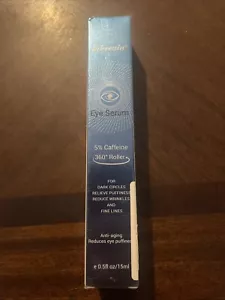 Eye Serum
5% Caffeine
360° Roller
FOR
DARK CIRCLES
RELIEVE PUFFINESS
REDUCE WRINKLES
AND
FINE LINES
Anti-aging
Reduces eye puffiness
e 0.5fl oz/15ml